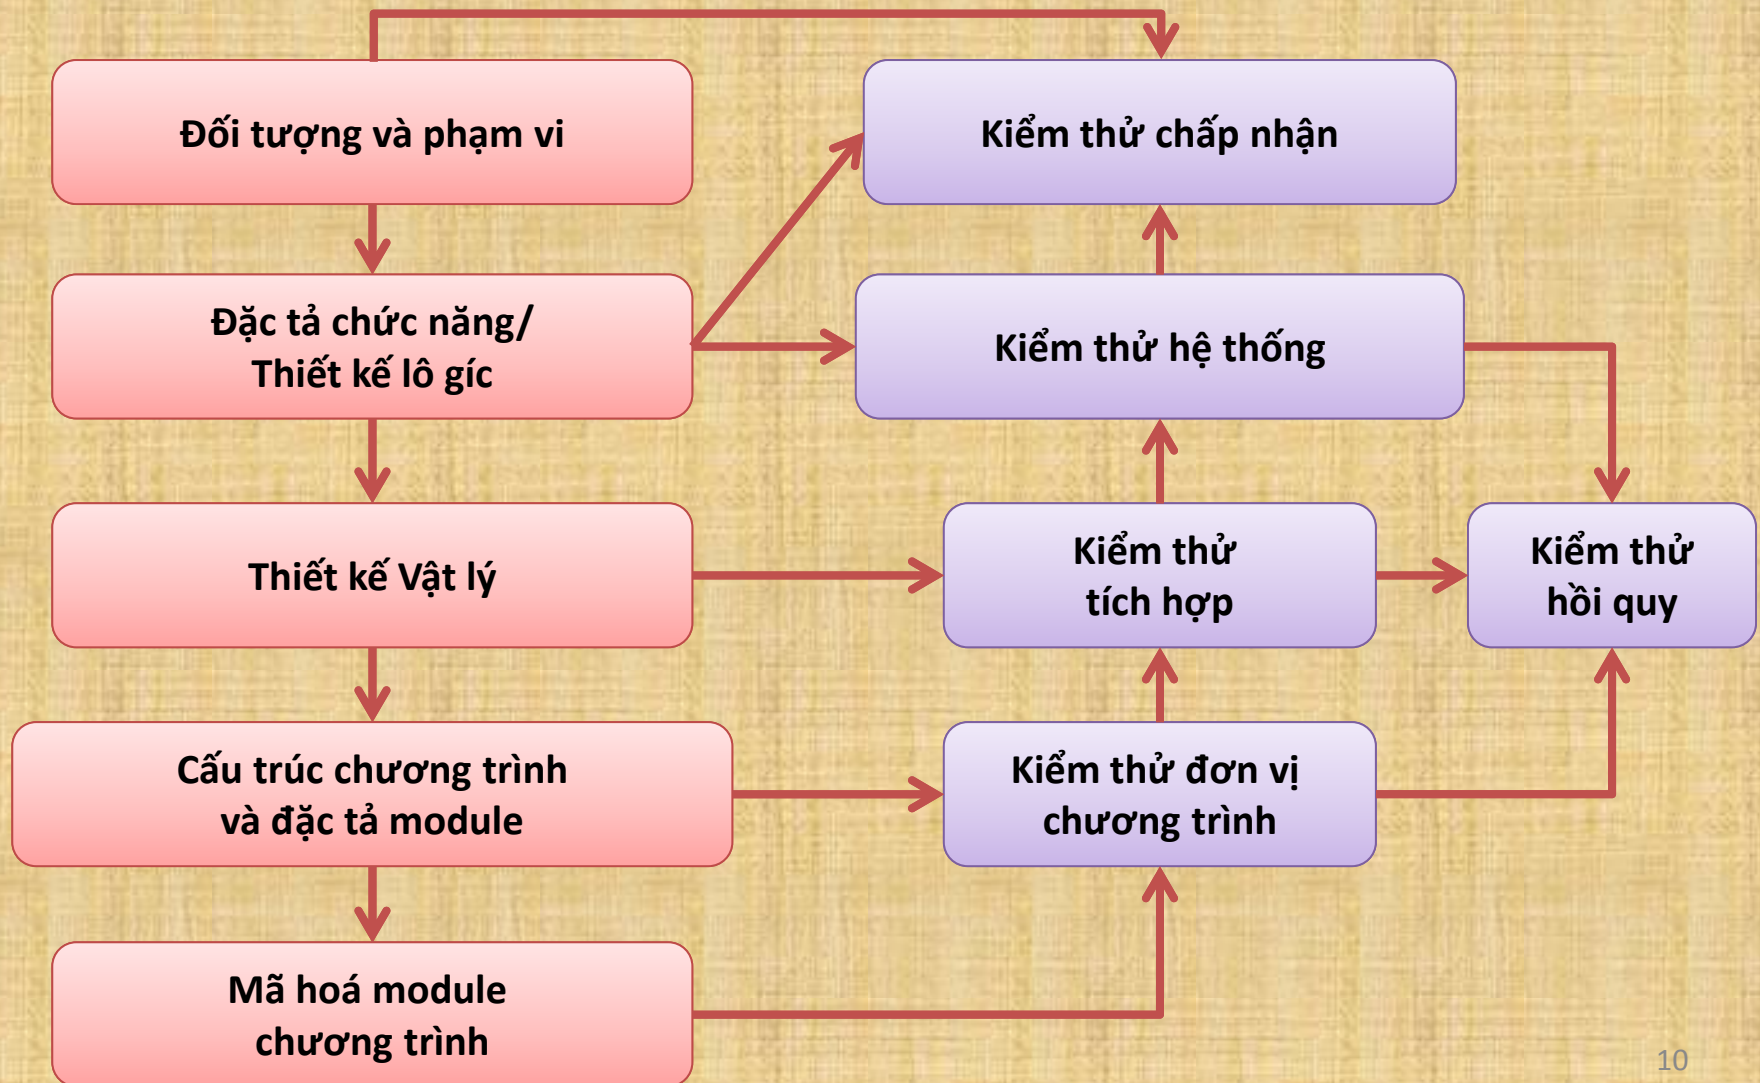 Đối tượng và phạm vi
Kiểm thử chấp nhận
Đặc tả chức năng/
Thiết kế lô gíc
Kiểm thử hệ thống
Thiết kế Vật lý
Kiểm thử
tích hợp
Kiểm thử
hồi quy
Cấu trúc chương trình
và đặc tả module
Kiểm thử đơn vị
chương trình
Mã hoá module
chương trình
10